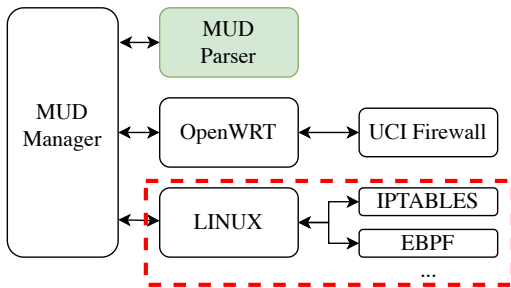 MUD
Parser
MUD
Manager
OpenWRT
UCI Firewall
LINUX
IPTABLES
EBPF
...